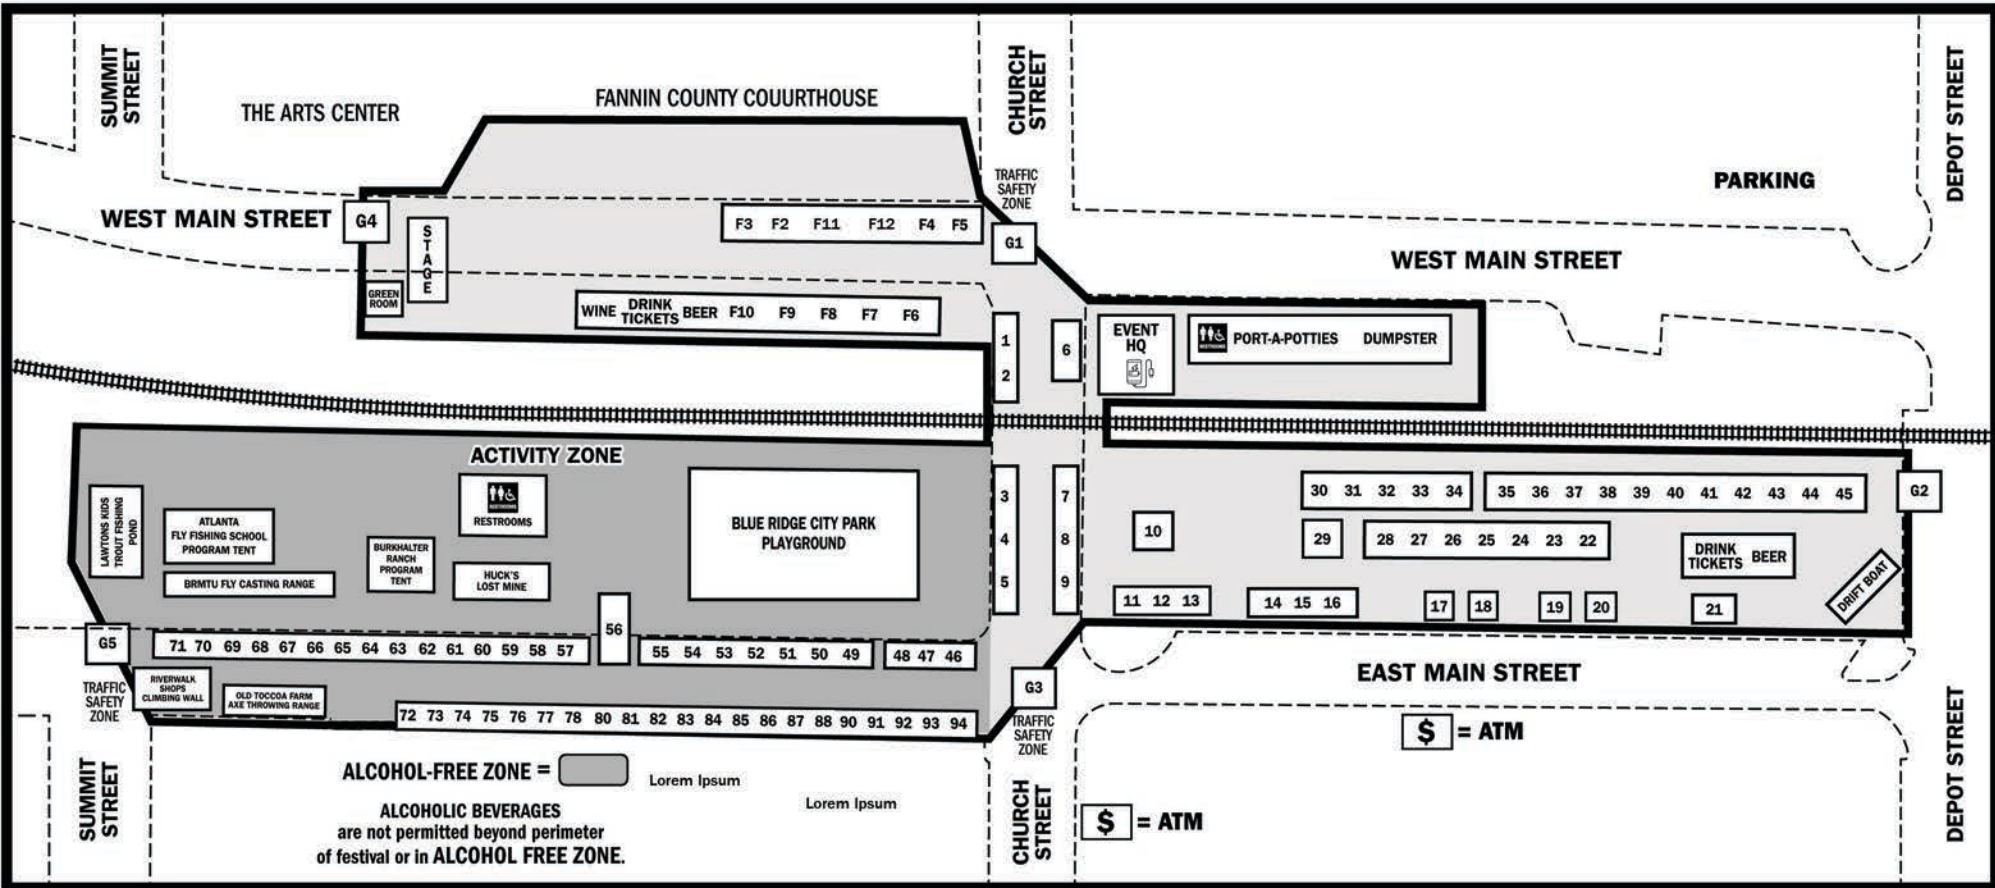 SUMMIT
STREET
THE ARTS CENTER
FANNIN COUNTY COUURTHOUSE
CHURCH
STREET
DEPOT STREET
PARKING
TRAFFIC
SAFETY
ZONE
WEST MAIN STREET
G4
STAGE
GREEN
ROOM
F3 F2 F11 F12 F4 F5
G1
WEST MAIN STREET
WINE DRINK TICKETS BEER F10 F9 F8 F7 F6
1
2
6
EVENT
HQ
RESTROOMS
PORT-A-POTTIES DUMPSTER
ACTIVITY ZONE
LAWTONS KIDS
TROUT FISHING
POND
ATLANTA
FLY FISHING SCHOOL
PROGRAM TENT
BRMTU FLY CASTING RANGE
BURKHALTER
RANCH
PROGRAM
TENT
RESTROOMS
RESTROOMS
HUCK'S
LOST MINE
BLUE RIDGE CITY PARK
PLAYGROUND
3
4
5
7
8
9
10
30 31 32 33 34
35 36 37 38 39 40 41 42 43 44 45
G2
29
28 27 26 25 24 23 22
DRINK
TICKETS BEER
DRIFT BOAT
11 12 13
14 15 16
17
18
19
20
21
G5
71 70 69 68 67 66 65 64 63 62 61 60 59 58 57
56
55 54 53 52 51 50 49
48 47 46
TRAFFIC
SAFETY
ZONE
RIVERWALK
SHOPS
CLIMBING WALL
OLD TOCCOA FARM
AXE THROWING RANGE
72 73 74 75 76 77 78 80 81 82 83 84 85 86 87 88 90 91 92 93 94
G3
TRAFFIC
SAFETY
ZONE
EAST MAIN STREET
$ = ATM
$ = ATM
SUMMIT
STREET
ALCOHOL-FREE ZONE =
Lorem Ipsum
Lorem Ipsum
ALCOHOLIC BEVERAGES
are not permitted beyond perimeter
of festival or in ALCOHOL FREE ZONE.
CHURCH
STREET
DEPOT STREET